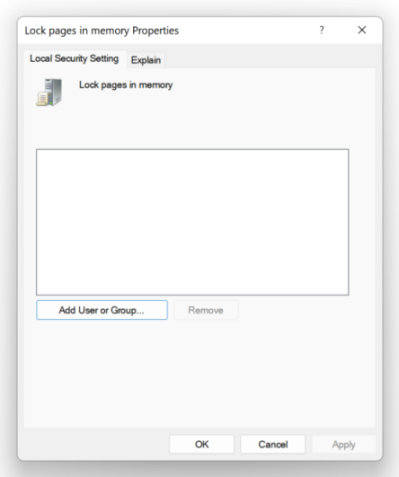 Lock pages in memory Properties ? ×
Local Security Setting Explain
Lock pages in memory
Add User or Group... Remove
OK Cancel Apply